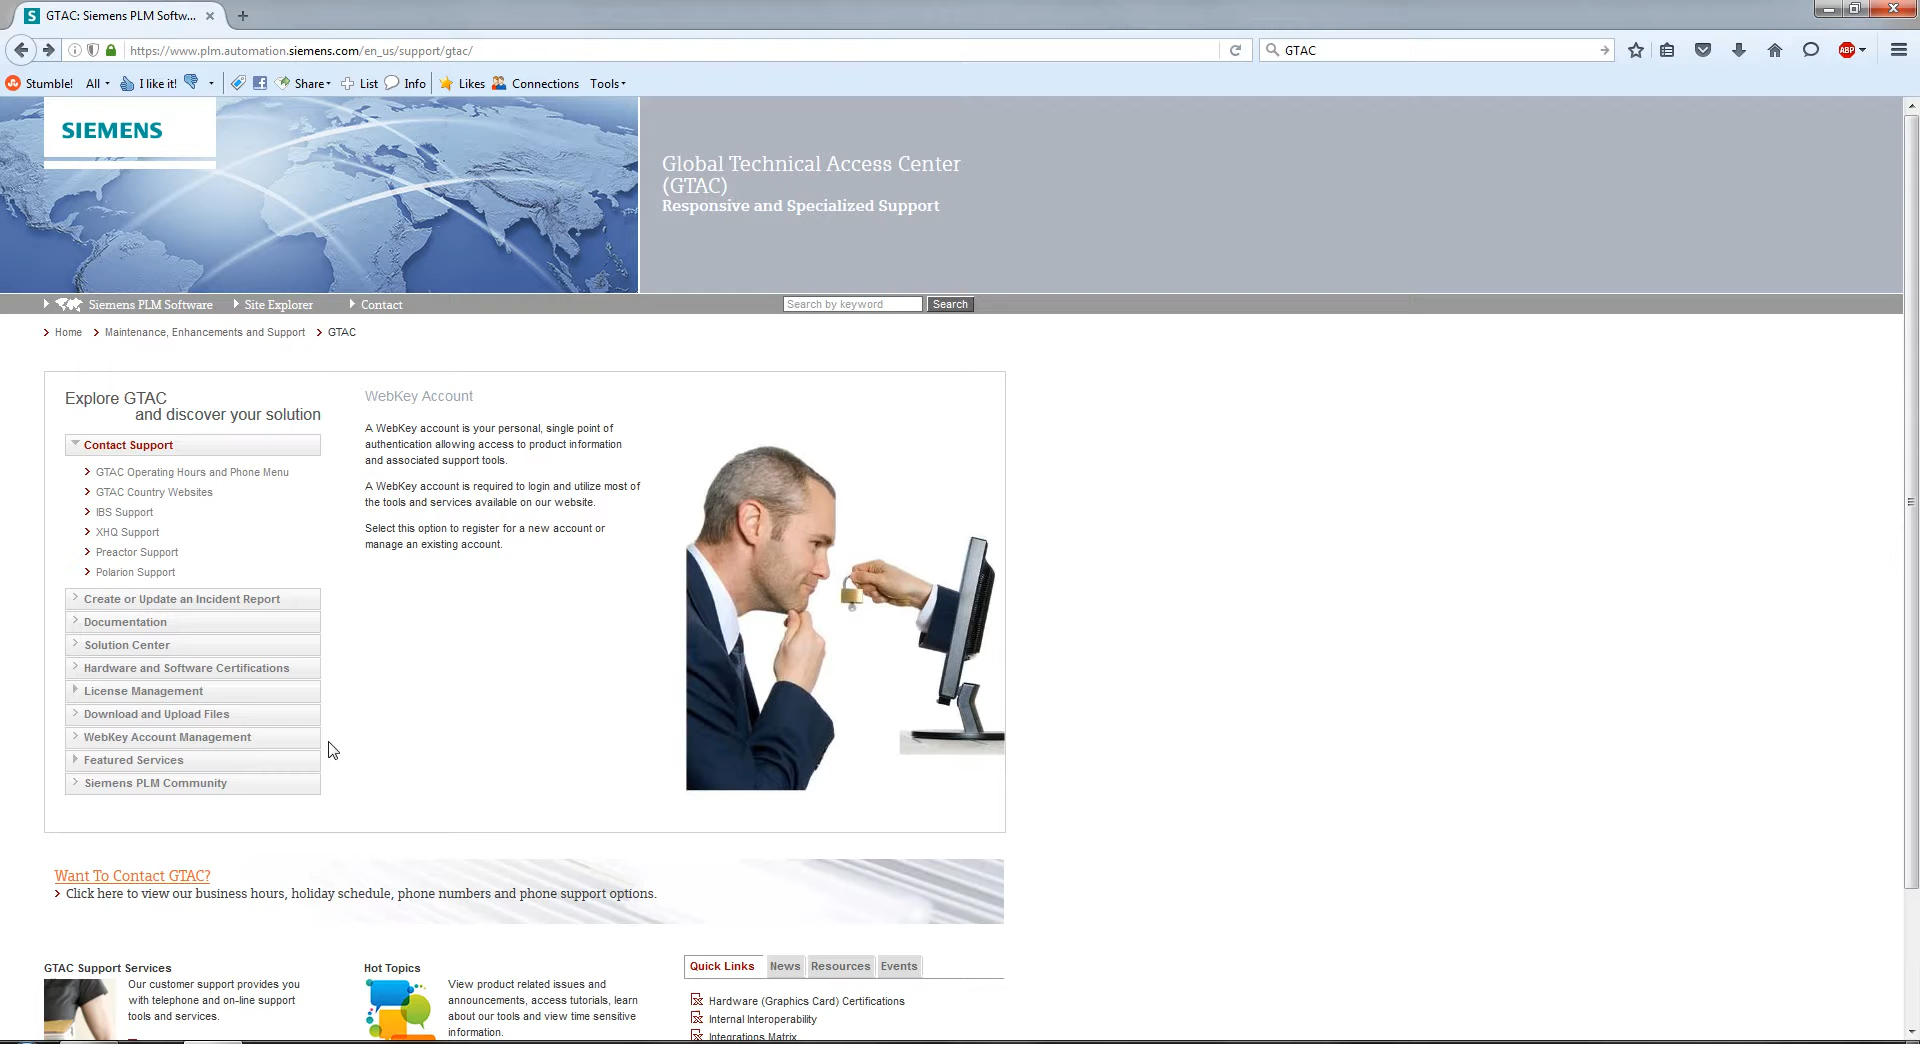 GTAC: Siemens PLM Softw...
https://www.plm.automation.siemens.com/en_us/support/gtac/
GTAC
ABP
Stumble!
All
I like it!
Share
List
Info
Likes
Connections
Tools
SIEMENS
Global Technical Access Center
(GTAC)
Responsive and Specialized Support
Siemens PLM Software
Site Explorer
Contact
Search by keyword
Search
Home
Maintenance, Enhancements and Support
GTAC
Explore GTAC
and discover your solution
Contact Support
GTAC Operating Hours and Phone Menu
GTAC Country Websites
IBS Support
XHQ Support
Preactor Support
Polarion Support
Create or Update an Incident Report
Documentation
Solution Center
Hardware and Software Certifications
License Management
Download and Upload Files
WebKey Account Management
Featured Services
Siemens PLM Community
WebKey Account
A WebKey account is your personal, single point of
authentication allowing access to product information
and associated support tools.
A WebKey account is required to login and utilize most of
the tools and services available on our website.
Select this option to register for a new account or
manage an existing account.
Want To Contact GTAC?
Click here to view our business hours, holiday schedule, phone numbers and phone support options.
GTAC Support Services
Our customer support provides you
with telephone and on-line support
tools and services.
Hot Topics
View product related issues and
announcements, access tutorials, learn
about our tools and view time sensitive
information.
Quick Links
News
Resources
Events
Hardware (Graphics Card) Certifications
Internal Interoperability
Integrations Matrix